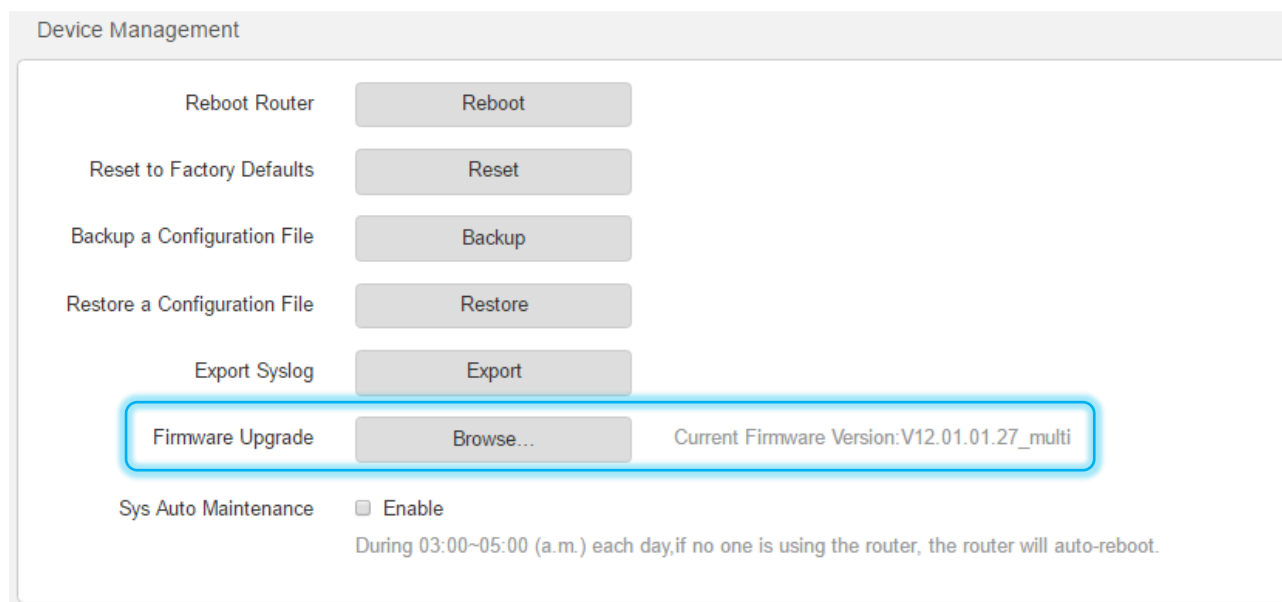 Device Management
Reboot Router Reboot
Reset to Factory Defaults Reset
Backup a Configuration File Backup
Restore a Configuration File Restore
Export Syslog Export
Firmware Upgrade Browse... Current Firmware Version:V12.01.01.27_multi
Sys Auto Maintenance Enable
During 03:00~05:00 (a.m.) each day,if no one is using the router, the router will auto-reboot.